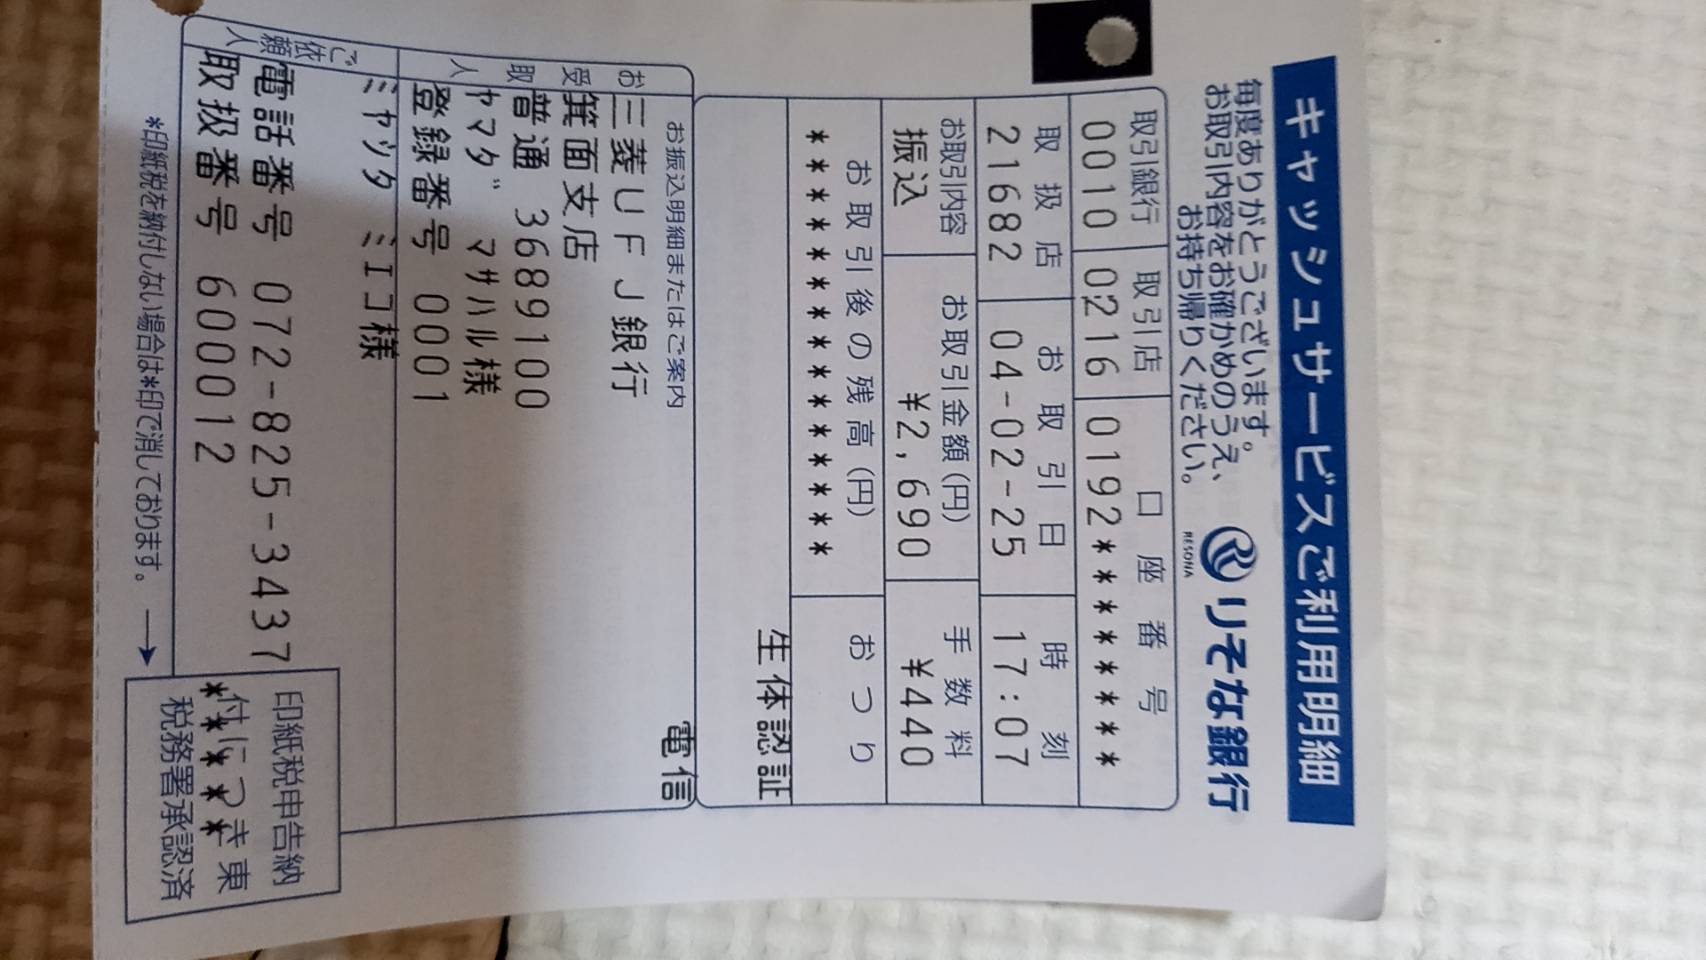 キャッシュサービスご利用明細
毎度ありがとうございます。
お取引内容をお確かめのうえ、
お持ち帰りください。
RESONA
りそな銀行
取引銀行 取引店 口座番号
0010 0216 0192*********
取扱店 お取引日 時刻
21682 04-02-25 17:07
お取引内容 お取引金額(円) 手数料
振込 ¥2,690 ¥440
お取引後の残高(円) おつり
***************
生体認証
お振込明細またはご案内
電信
お受取人
三菱UFJ銀行
箕面支店
普通 3689100
ヤマダ゛ マサハル様
登録番号 0001
ご依頼人
ミヤツタ ミエコ様
電話番号 072-825-3437
取扱番号 600012
印紙税申告納
付につき東
*****
税務署承認済
*印紙税を納付しない場合は*印で消しております。→